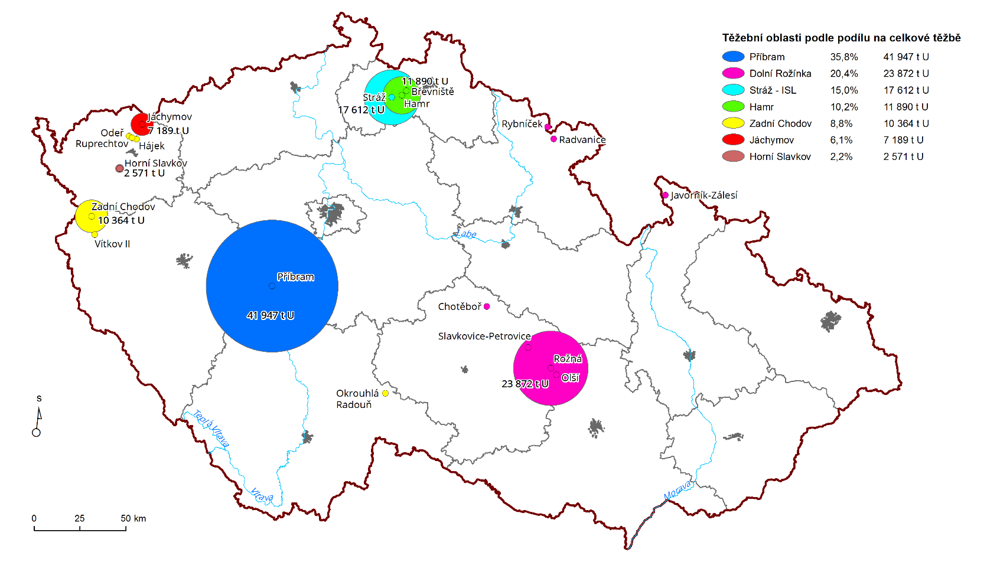 Těžební oblasti podle podílu na celkové těžbě
Příbram 35,8% 41 947 t U
Dolní Rožínka 20,4% 23 872 t U
Stráž - ISL 15,0% 17 612 t U
Hamr 10,2% 11 890 t U
Zadní Chodov 8,8% 10 364 t U
Jáchymov 6,1% 7 189 t U
Horní Slavkov 2,2% 2 571 t U
11 890 t U
Břevniště
Stráž
Hamr
17 612 t U
Jáchymov
7 189 t U
Odeř
Ruprechtov
Hájek
Horní Slavkov
2 571 t U
Rybníček
Radvanice
Javorník-Zálesí
Zadní Chodov
10 364 t U
Vítkov II
Labe
Příbram
41 947 t U
Chotěboř
Slavkovice-Petrovice
Rožná
Olší
23 872 t U
Okrouhlá
Radouň
S
Teplá Vltava
Vltava
Morava
0 25 50 km